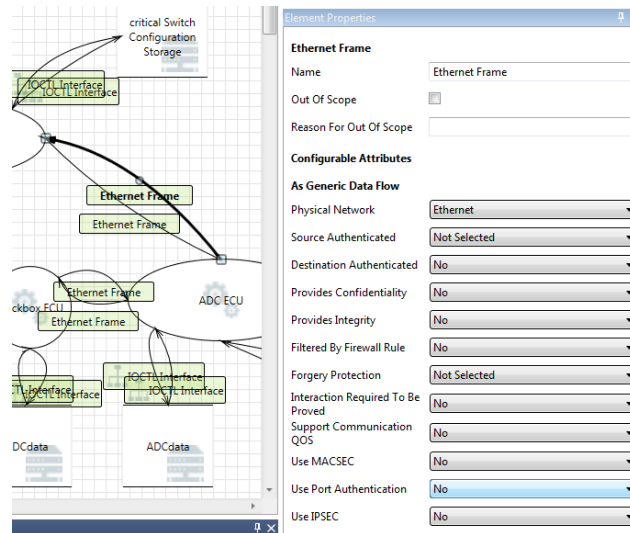 critical Switch
Configuration
Storage
IOCTL Interface
IOCTL Interface
Ethernet Frame
Ethernet Frame
Ethernet Frame
ckbox ECU
Ethernet Frame
ADC ECU
IOCTL Interface
IOCTL Interface
TL Interface
CTL Interface
DCdata
ADCdata
Element Properties
Ethernet Frame
Name
Ethernet Frame
Out Of Scope
Reason For Out Of Scope
Configurable Attributes
As Generic Data Flow
Physical Network
Ethernet
Source Authenticated
Not Selected
Destination Authenticated
No
Provides Confidentiality
No
Provides Integrity
No
Filtered By Firewall Rule
No
Forgery Protection
Not Selected
Interaction Required To Be
Proved
No
Support Communication
QOS
No
Use MACSEC
No
Use Port Authentication
No
Use IPSEC
No